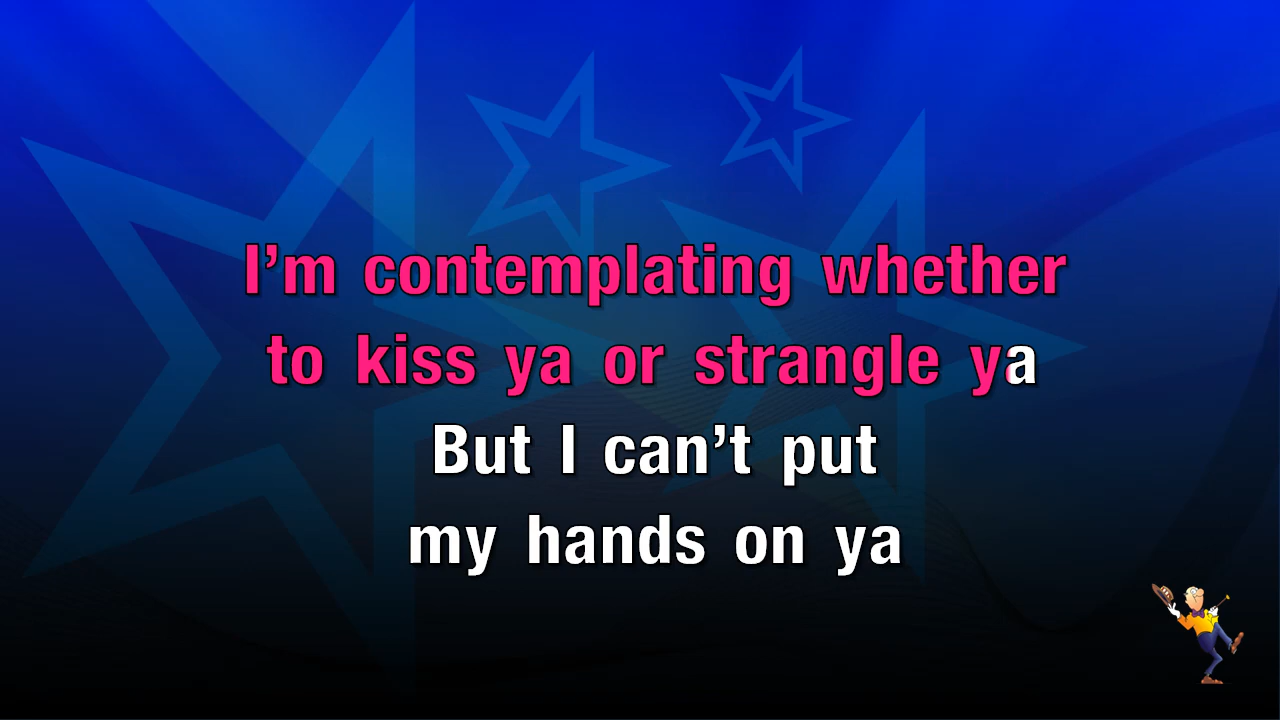 I’m contemplating whether
to kiss ya or strangle ya
But I can’t put
my hands on ya